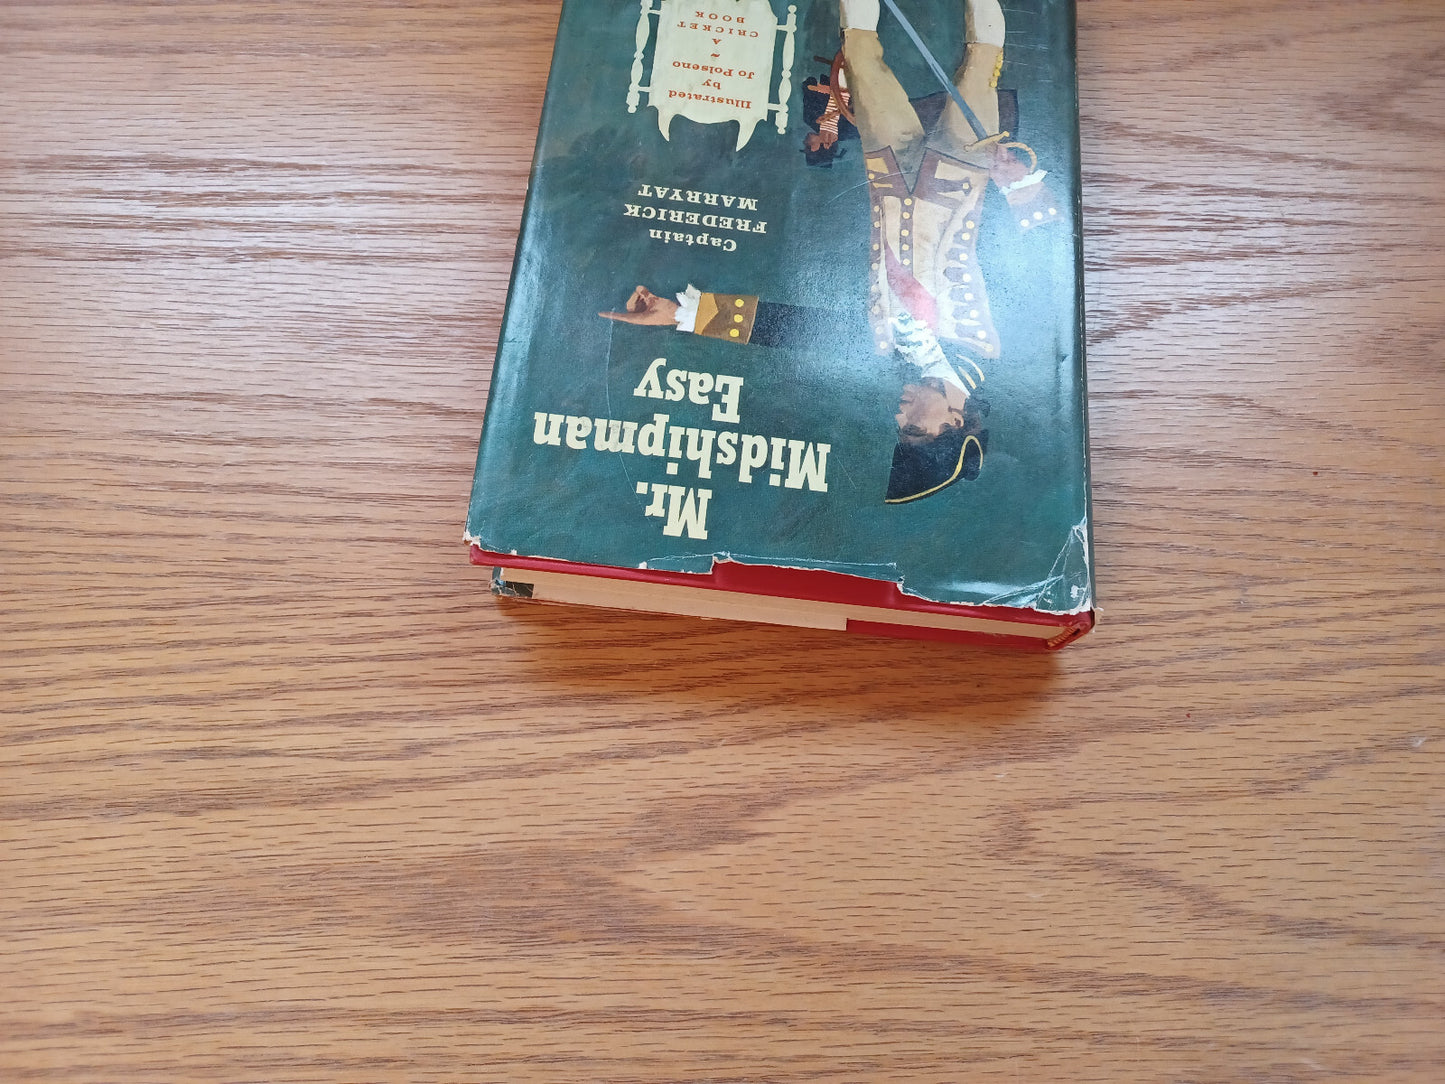 Mr.
Midshipman
Easy
Captain
FREDERICK
MARRYAT
Illustrated
by
Jo Polseno
~
A
CRICKET
BOOK